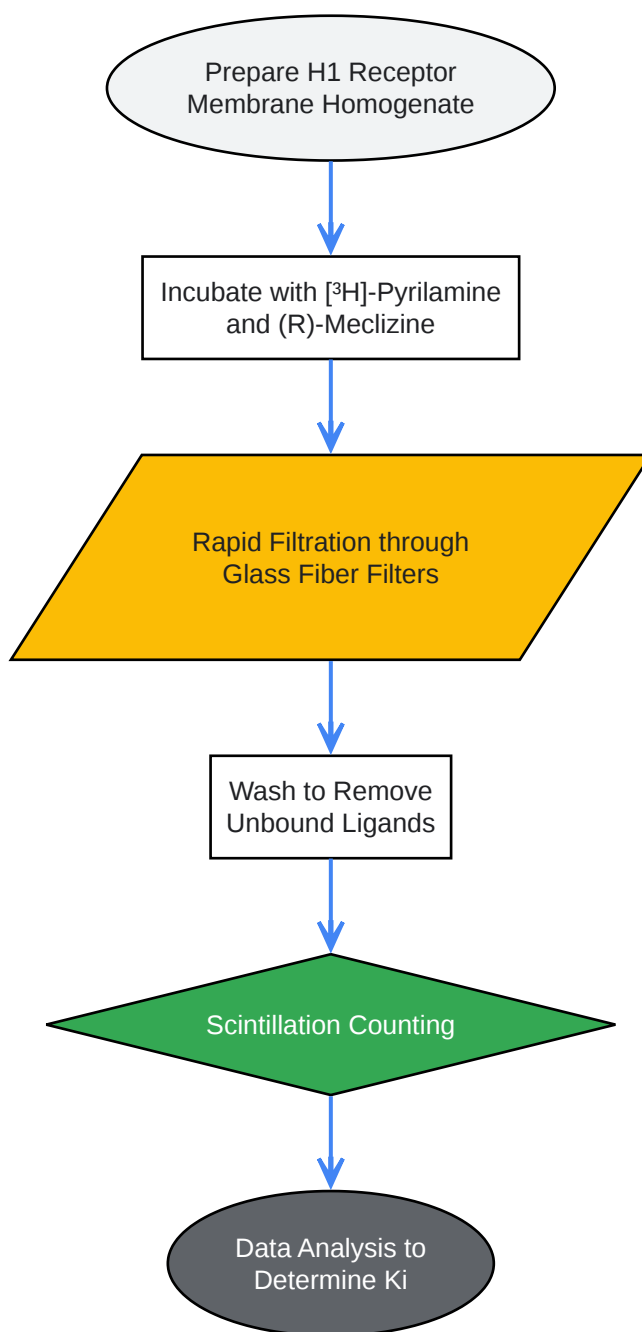 Prepare H1 Receptor
Membrane Homogenate
Incubate with [³H]-Pyrilamine
and (R)-Meclizine
Rapid Filtration through
Glass Fiber Filters
Wash to Remove
Unbound Ligands
Scintillation Counting
Data Analysis to
Determine Ki